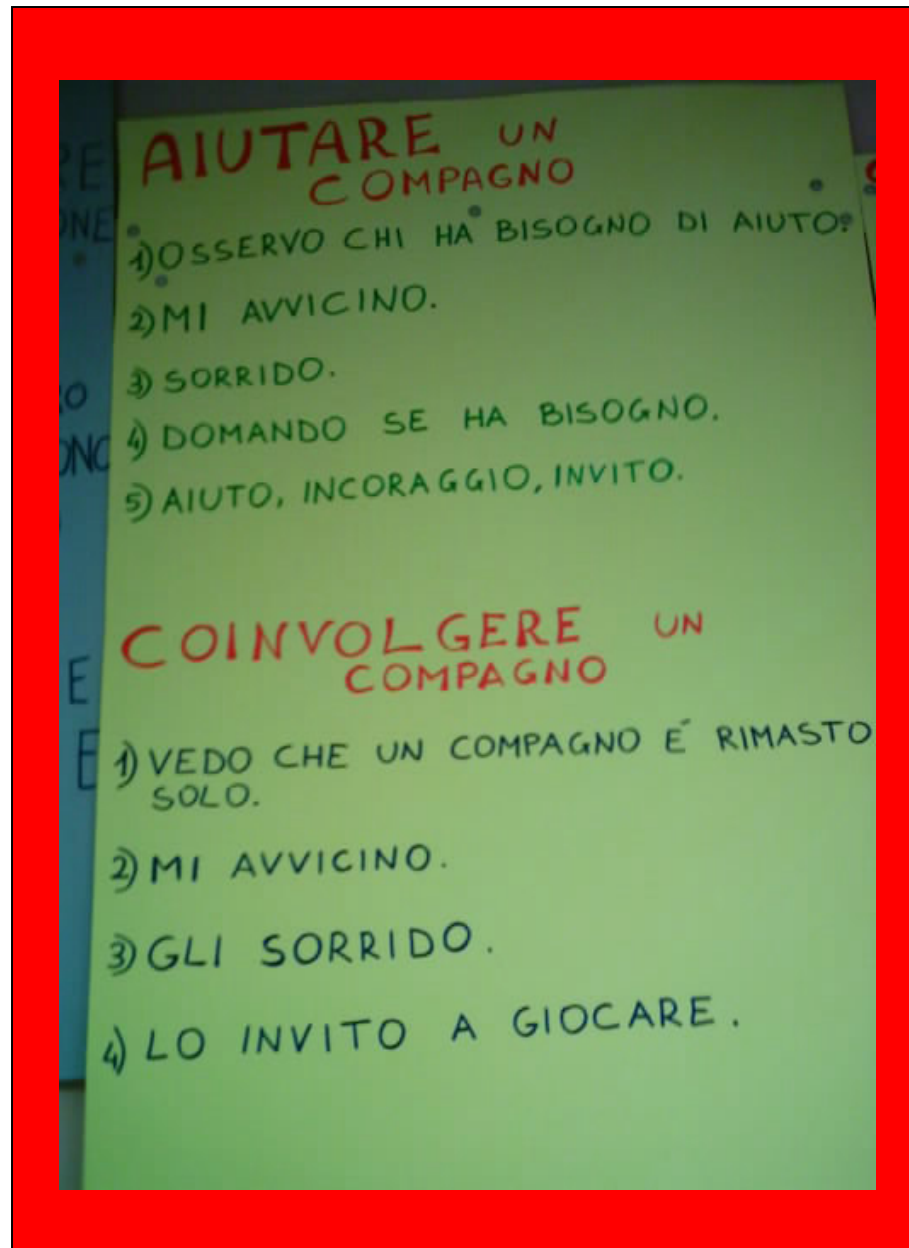 AIUTARE UN
COMPAGNO
1) OSSERVO CHI HA BISOGNO DI AIUTO.
2) MI AVVICINO.
3) SORRIDO.
4) DOMANDO SE HA BISOGNO.
5) AIUTO, INCORAGGIO, INVITO.
COINVOLGERE UN
COMPAGNO
1) VEDO CHE UN COMPAGNO É RIMASTO
SOLO.
2) MI AVVICINO.
3) GLI SORRIDO.
4) LO INVITO A GIOCARE.